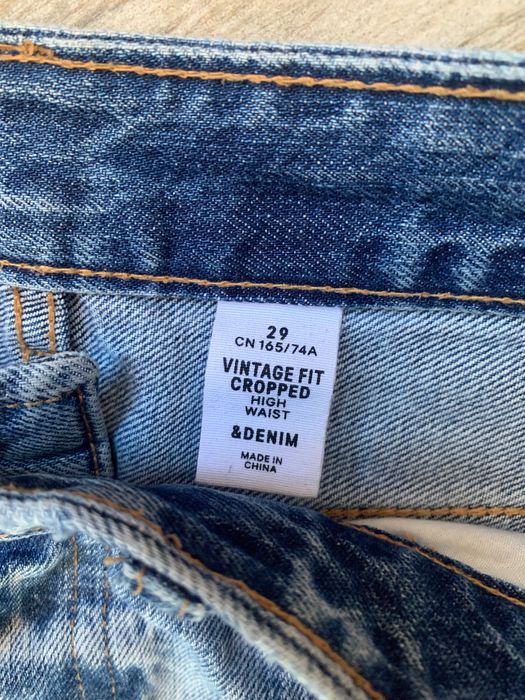 29
CN 165/74A
VINTAGE FIT
CROPPED
HIGH
WAIST
&DENIM
MADE IN
CHINA